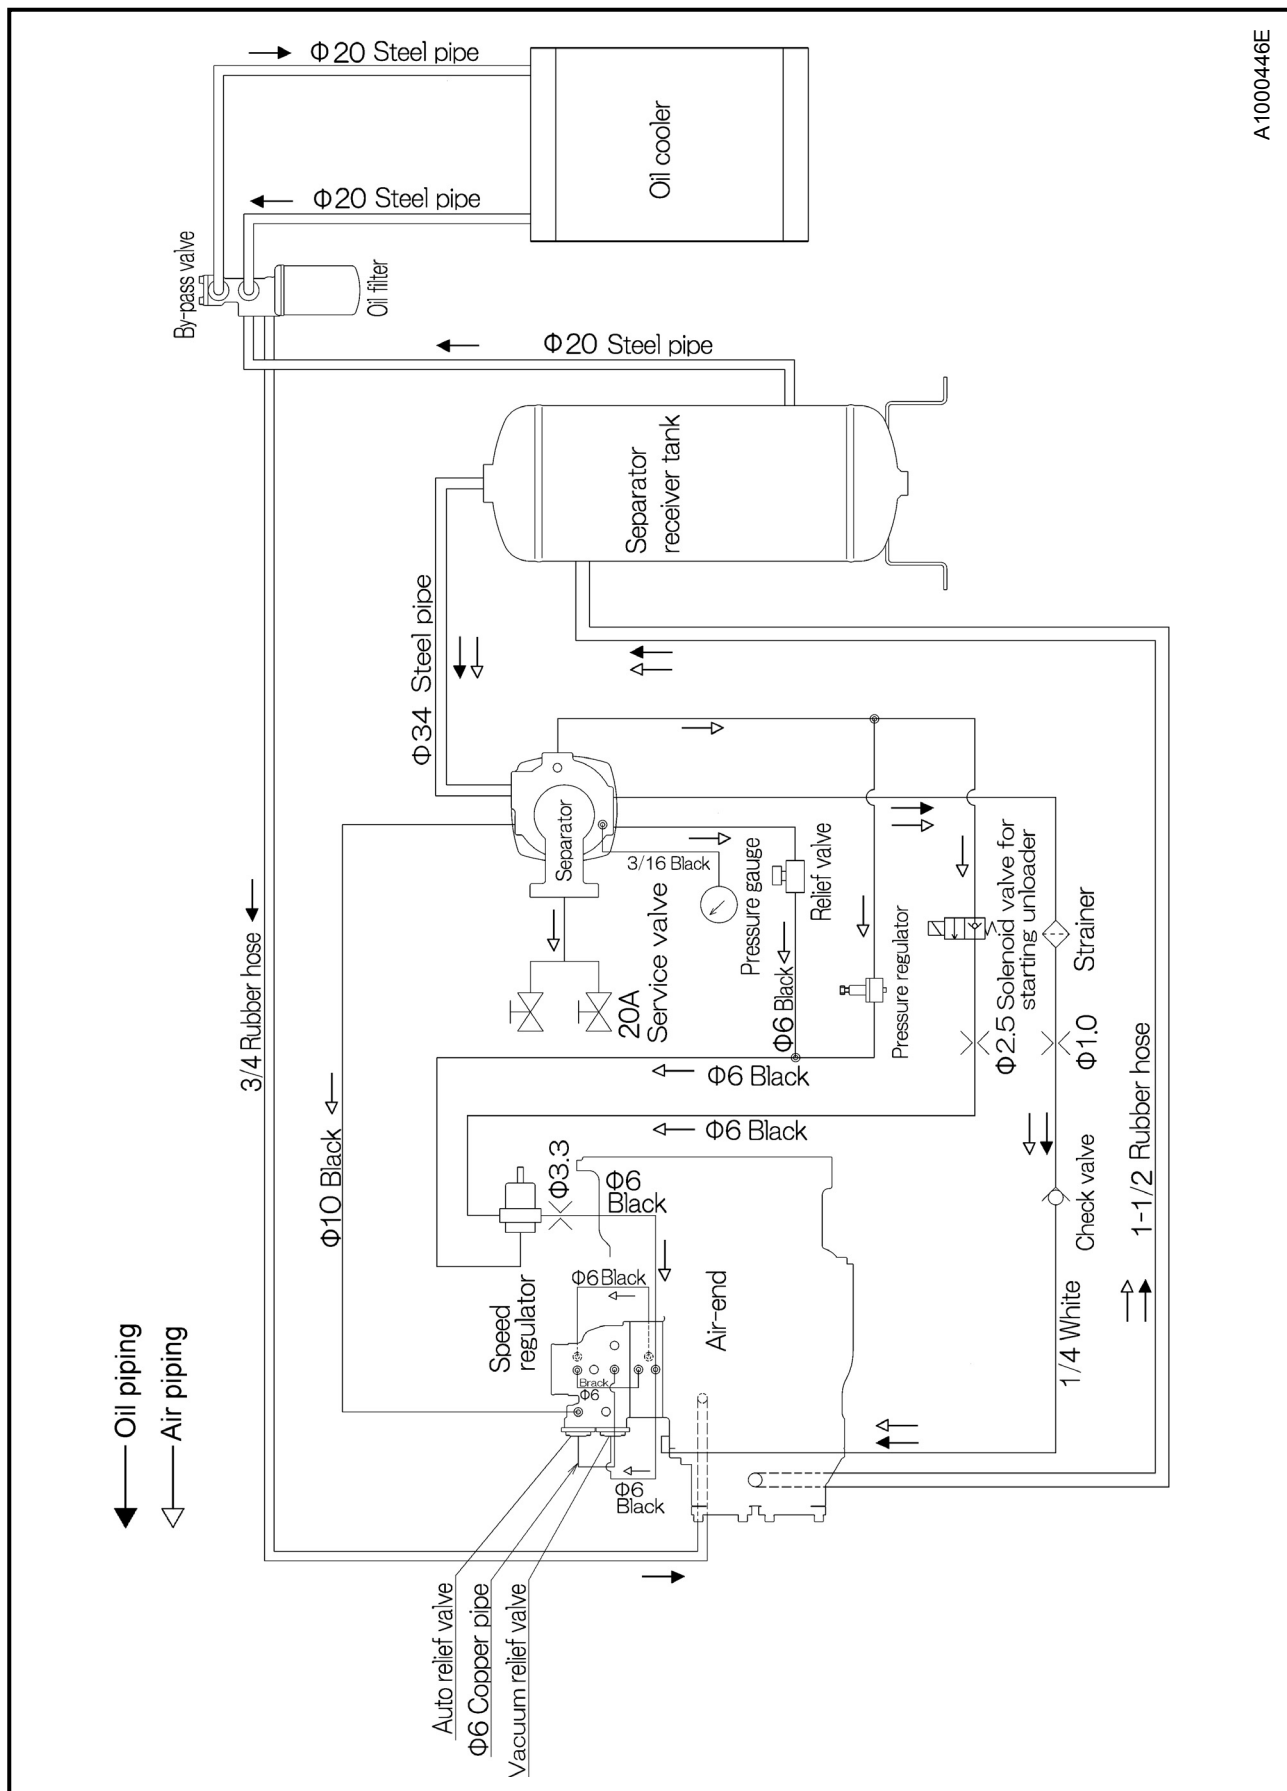 A1000446E
Φ20 Steel pipe
Oil cooler
Φ20 Steel pipe
By-pass valve
Oil filter
Φ20 Steel pipe
Separator
receiver tank
Φ34 Steel pipe
Separator
3/16 Black
Pressure gauge
Relief valve
20A
Service valve
Φ6 Black
Pressure regulator
Φ2.5 Solenoid valve for
starting unloader
Strainer
Φ1.0
3/4 Rubber hose
Φ10 Black
Φ6 Black
Φ6 Black
Φ3.3
Φ6
Black
Check valve
1-1/2 Rubber hose
1/4 White
Speed
regulator
Φ6 Black
Air-end
Brack
Φ6
Φ6
Black
Oil piping
Air piping
Auto relief valve
Φ6 Copper pipe
Vacuum relief valve